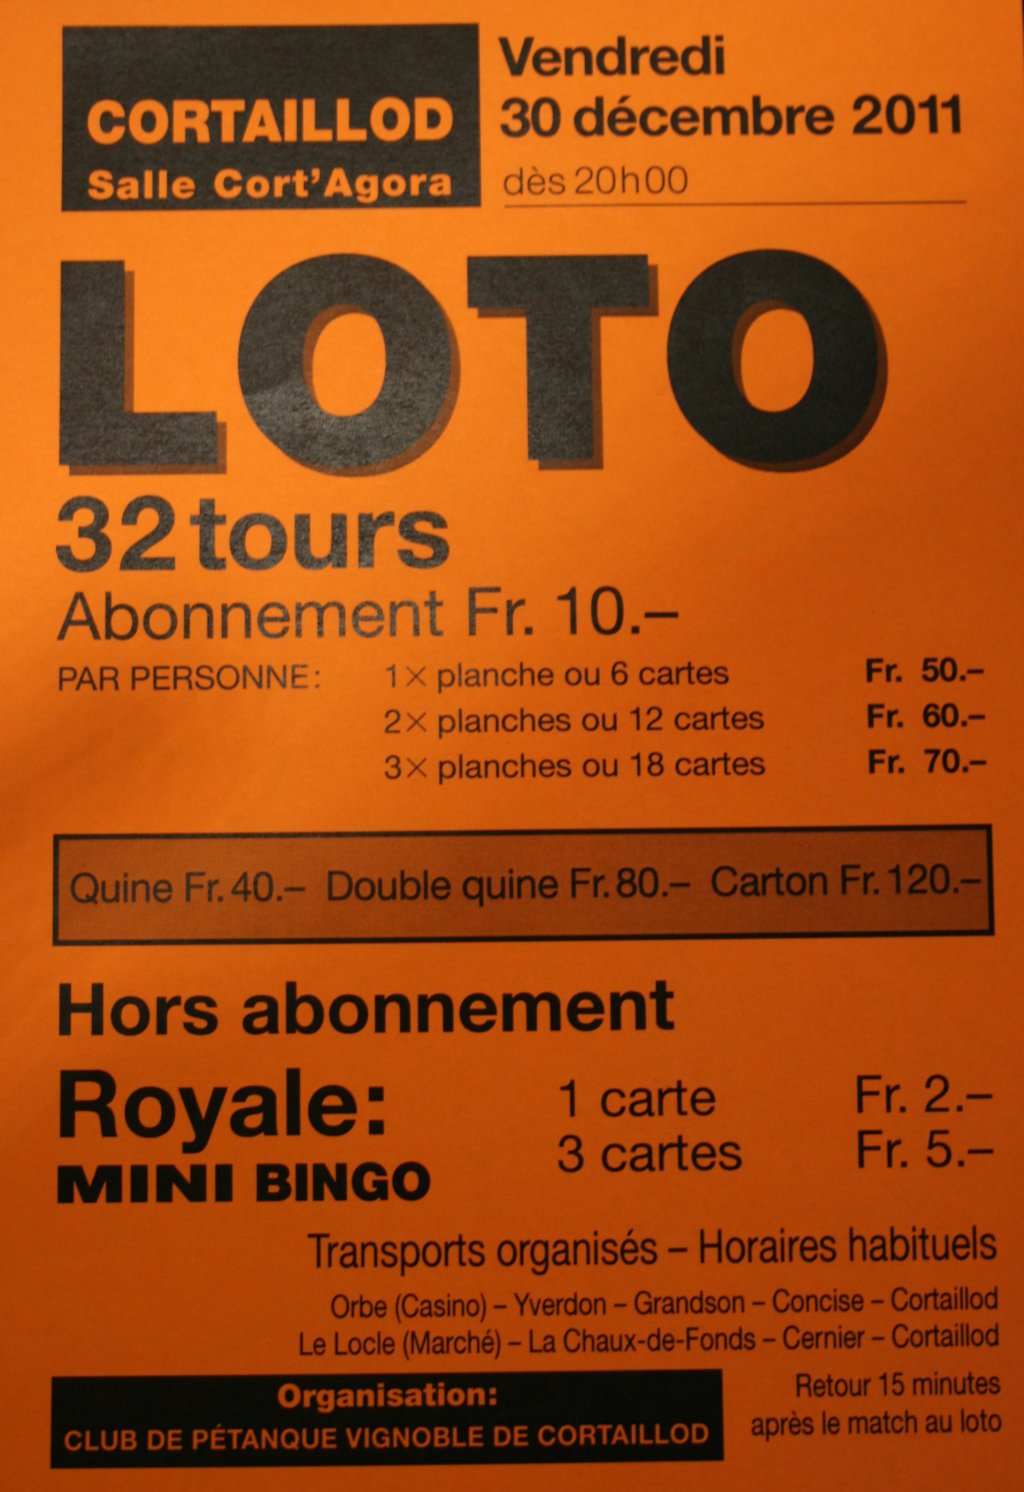 CORTAILLOD
Salle Cort'Agora
Vendredi
30 décembre 2011
dès 20h00
LOTO
32 tours
Abonnement Fr. 10.–
PAR PERSONNE: 1× planche ou 6 cartes Fr. 50.–
2× planches ou 12 cartes Fr. 60.–
3× planches ou 18 cartes Fr. 70.–
Quine Fr. 40.– Double quine Fr. 80.– Carton Fr. 120.–
Hors abonnement
Royale: 1 carte Fr. 2.–
3 cartes Fr. 5.–
MINI BINGO
Transports organisés – Horaires habituels
Orbe (Casino) – Yverdon – Grandson – Concise – Cortaillod
Le Locle (Marché) – La Chaux-de-Fonds – Cernier – Cortaillod
Organisation:
CLUB DE PÉTANQUE VIGNOBLE DE CORTAILLOD
Retour 15 minutes
après le match au loto